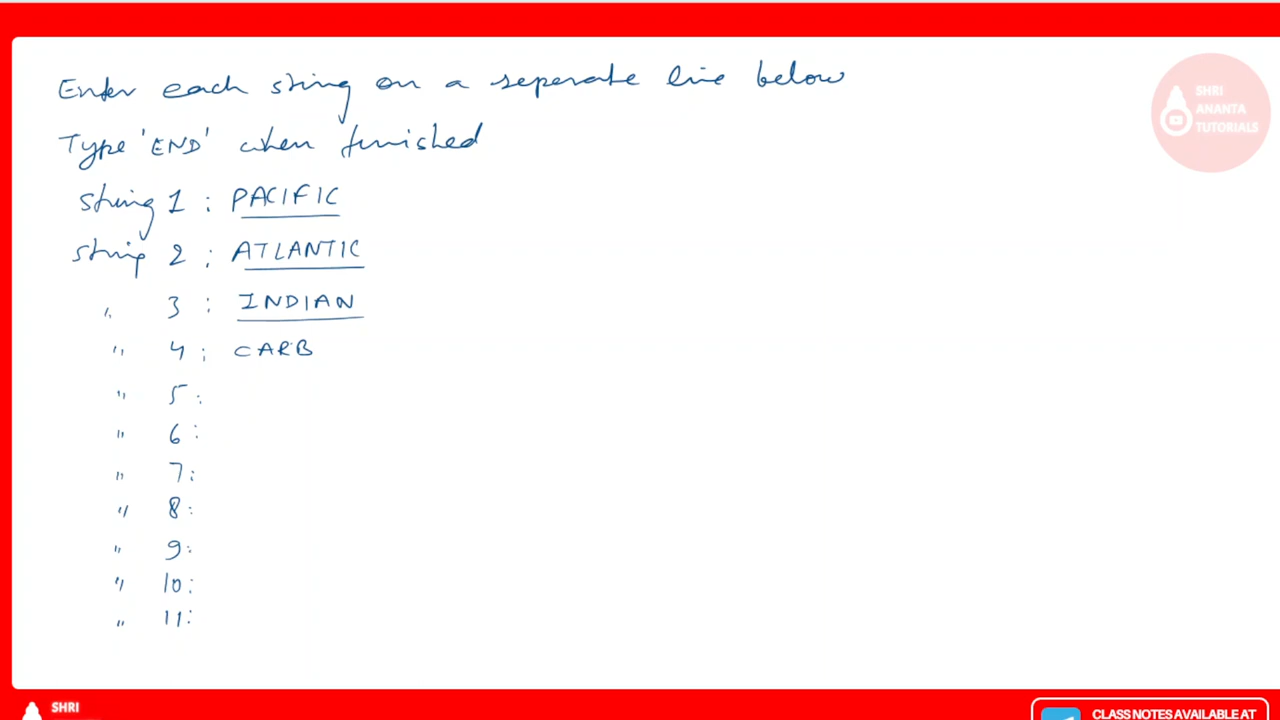 Enter each sting on a seperate line below
Type 'END' when finished
string 1 : PACIFIC
string 2 : ATLANTIC
" 3 : INDIAN
" 4 : CARB
" 5 :
" 6 :
" 7 :
" 8 :
" 9 :
" 10 :
" 11 :
SHRI
ANANTA
TUTORIALS
SHRI
CLASS NOTES AVAILABLE AT